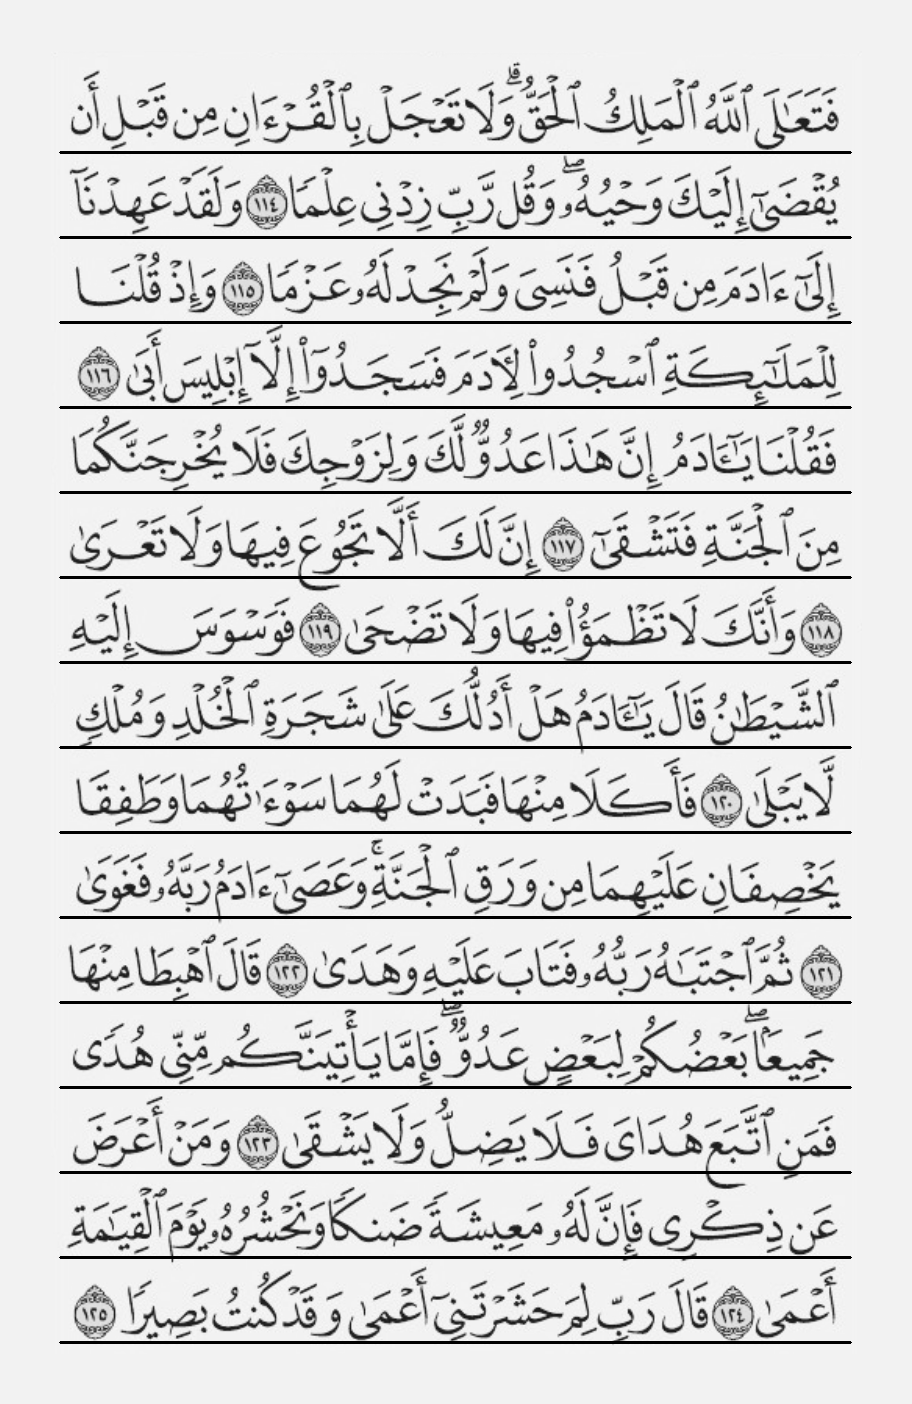 فَتَعَٰلَى ٱللَّهُ ٱلْمَلِكُ ٱلْحَقُّ ۗ وَلَا تَعْجَلْ بِٱلْقُرْءَانِ مِن قَبْلِ أَن
يُقْضَىٰٓ إِلَيْكَ وَحْيُهُۥ ۖ وَقُل رَّبِّ زِدْنِى عِلْمًا ١١٤ وَلَقَدْ عَهِدْنَآ
إِلَىٰٓ ءَادَمَ مِن قَبْلُ فَنَسِىَ وَلَمْ نَجِدْ لَهُۥ عَزْمًا ١١٥ وَإِذْ قُلْنَا
لِلْمَلَٰٓئِكَةِ ٱسْجُدُوا۟ لِءَادَمَ فَسَجَدُوٓا۟ إِلَّآ إِبْلِيسَ أَبَىٰ ١١٦
فَقُلْنَا يَٰٓـَٔادَمُ إِنَّ هَٰذَا عَدُوٌّ لَّكَ وَلِزَوْجِكَ فَلَا يُخْرِجَنَّكُمَا
مِنَ ٱلْجَنَّةِ فَتَشْقَىٰٓ ١١٧ إِنَّ لَكَ أَلَّا تَجُوعَ فِيهَا وَلَا تَعْرَىٰ
١١٨ وَأَنَّكَ لَا تَظْمَؤُا۟ فِيهَا وَلَا تَضْحَىٰ ١١٩ فَوَسْوَسَ إِلَيْهِ
ٱلشَّيْطَٰنُ قَالَ يَٰٓـَٔادَمُ هَلْ أَدُلُّكَ عَلَىٰ شَجَرَةِ ٱلْخُلْدِ وَمُلْكٍ
لَّا يَبْلَىٰ ١٢٠ فَأَكَلَا مِنْهَا فَبَدَتْ لَهُمَا سَوْءَٰتُهُمَا وَطَفِقَا
يَخْصِفَانِ عَلَيْهِمَا مِن وَرَقِ ٱلْجَنَّةِ ۚ وَعَصَىٰٓ ءَادَمُ رَبَّهُۥ فَغَوَىٰ
١٢١ ثُمَّ ٱجْتَبَٰهُ رَبُّهُۥ فَتَابَ عَلَيْهِ وَهَدَىٰ ١٢٢ قَالَ ٱهْبِطَا مِنْهَا
جَمِيعًۢا ۖ بَعْضُكُمْ لِبَعْضٍ عَدُوٌّ ۖ فَإِمَّا يَأْتِيَنَّكُم مِّنِّى هُدًى
فَمَنِ ٱتَّبَعَ هُدَاىَ فَلَا يَضِلُّ وَلَا يَشْقَىٰ ١٢٣ وَمَنْ أَعْرَضَ
عَن ذِكْرِى فَإِنَّ لَهُۥ مَعِيشَةً ضَنكًا وَنَحْشُرُهُۥ يَوْمَ ٱلْقِيَٰمَةِ
أَعْمَىٰ ١٢٤ قَالَ رَبِّ لِمَ حَشَرْتَنِىٓ أَعْمَىٰ وَقَدْ كُنتُ بَصِيرًا ١٢٥